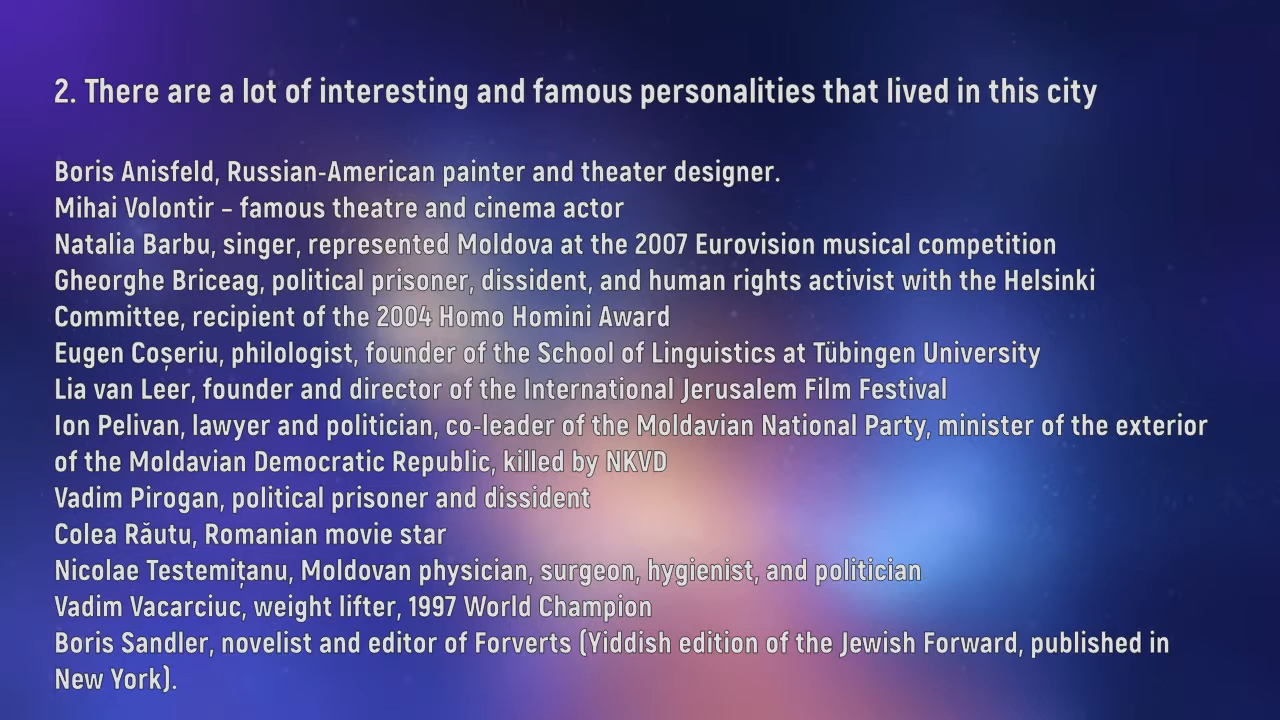 2. There are a lot of interesting and famous personalities that lived in this city
Boris Anisfeld, Russian-American painter and theater designer.
Mihai Volontir – famous theatre and cinema actor
Natalia Barbu, singer, represented Moldova at the 2007 Eurovision musical competition
Gheorghe Briceag, political prisoner, dissident, and human rights activist with the Helsinki
Committee, recipient of the 2004 Homo Homini Award
Eugen Coșeriu, philologist, founder of the School of Linguistics at Tübingen University
Lia van Leer, founder and director of the International Jerusalem Film Festival
Ion Pelivan, lawyer and politician, co-leader of the Moldavian National Party, minister of the exterior
of the Moldavian Democratic Republic, killed by NKVD
Vadim Pirogan, political prisoner and dissident
Colea Răutu, Romanian movie star
Nicolae Testemițanu, Moldovan physician, surgeon, hygienist, and politician
Vadim Vacarciuc, weight lifter, 1997 World Champion
Boris Sandler, novelist and editor of Forverts (Yiddish edition of the Jewish Forward, published in
New York).